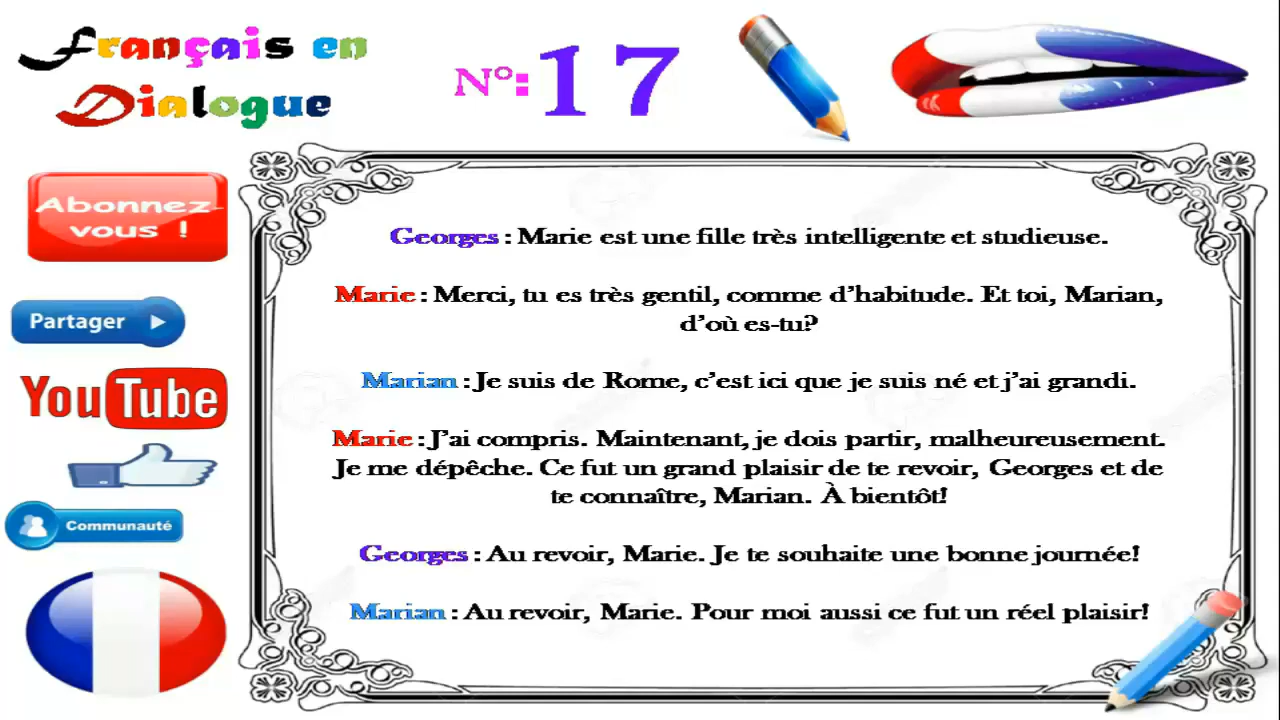 Français en
Dialogue
N°:17
Abonnez-
vous !
Partager
YouTube
Communauté
Georges : Marie est une fille très intelligente et studieuse.
Marie : Merci, tu es très gentil, comme d’habitude. Et toi, Marian,
d’où es-tu?
Marian : Je suis de Rome, c’est ici que je suis né et j’ai grandi.
Marie : J’ai compris. Maintenant, je dois partir, malheureusement.
Je me dépêche. Ce fut un grand plaisir de te revoir, Georges et de
te connaître, Marian. À bientôt!
Georges : Au revoir, Marie. Je te souhaite une bonne journée!
Marian : Au revoir, Marie. Pour moi aussi ce fut un réel plaisir!